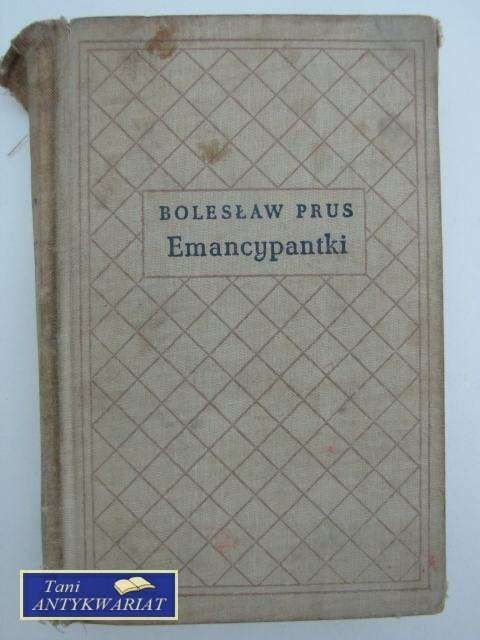 BOLESŁAW PRUS
Emancypantki
Tani
ANTYKWARIAT